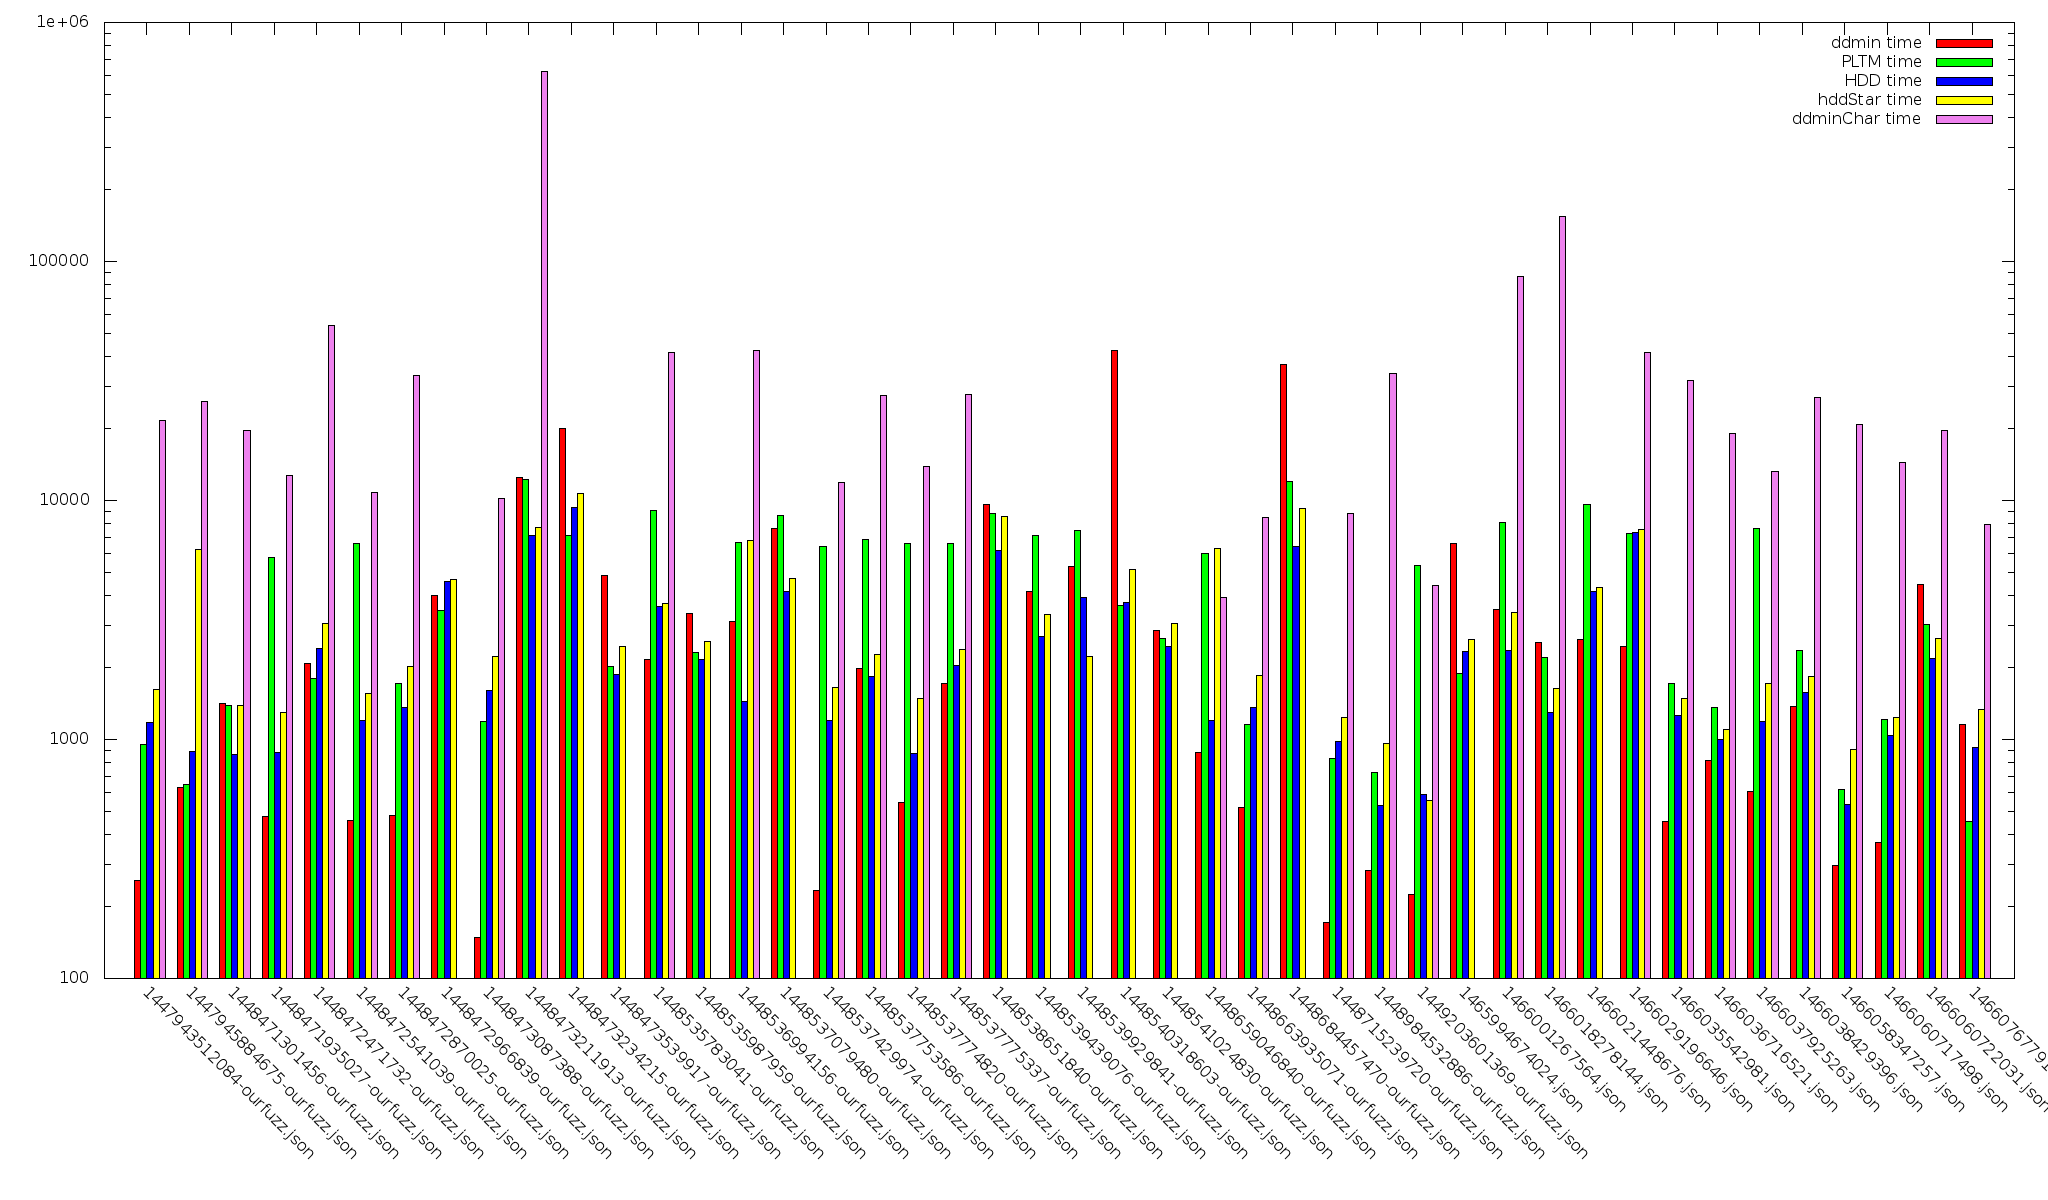 1e+06
100000
10000
1000
100
ddmin time
PLTM time
HDD time
hddStar time
ddminChar time
1447943512084-ourfuzz.json
1447945884675-ourfuzz.json
1448471301456-ourfuzz.json
1448471935027-ourfuzz.json
1448472471732-ourfuzz.json
1448472541039-ourfuzz.json
1448472870025-ourfuzz.json
1448472966839-ourfuzz.json
1448473087388-ourfuzz.json
1448473211913-ourfuzz.json
1448473234215-ourfuzz.json
1448473539917-ourfuzz.json
1448535783041-ourfuzz.json
1448535987959-ourfuzz.json
1448536994156-ourfuzz.json
1448537079480-ourfuzz.json
1448537429974-ourfuzz.json
1448537753586-ourfuzz.json
1448537774820-ourfuzz.json
1448537775337-ourfuzz.json
1448538651840-ourfuzz.json
1448539439076-ourfuzz.json
1448539929841-ourfuzz.json
1448540318603-ourfuzz.json
1448541024830-ourfuzz.json
1448659046840-ourfuzz.json
1448663935071-ourfuzz.json
1448684457470-ourfuzz.json
1448715239720-ourfuzz.json
1448984532886-ourfuzz.json
1449203601369-ourfuzz.json
1465994674024.json
1466001267564.json
1466018278144.json
1466021448676.json
1466029196646.json
1466035542981.json
1466036716521.json
1466037925263.json
1466038429396.json
1466058347257.json
1466060717498.json
1466060722031.json